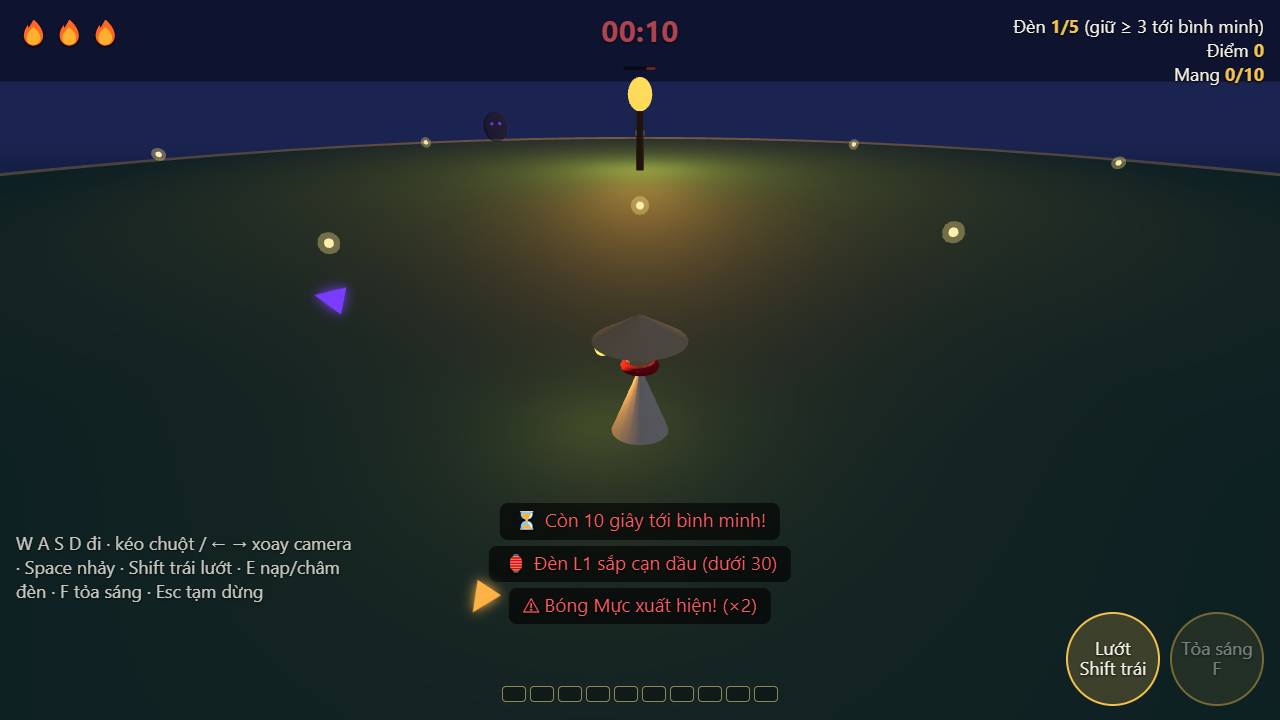 00:10
Đèn 1/5 (giữ ≥ 3 tới bình minh)
Điểm 0
Mang 0/10
Còn 10 giây tới bình minh!
Đèn L1 sắp cạn dầu (dưới 30)
⚠ Bóng Mực xuất hiện! (×2)
W A S D đi · kéo chuột / ← → xoay camera
· Space nhảy · Shift trái lướt · E nạp/châm
đèn · F tỏa sáng · Esc tạm dừng
Lướt
Shift trái
Tỏa sáng
F